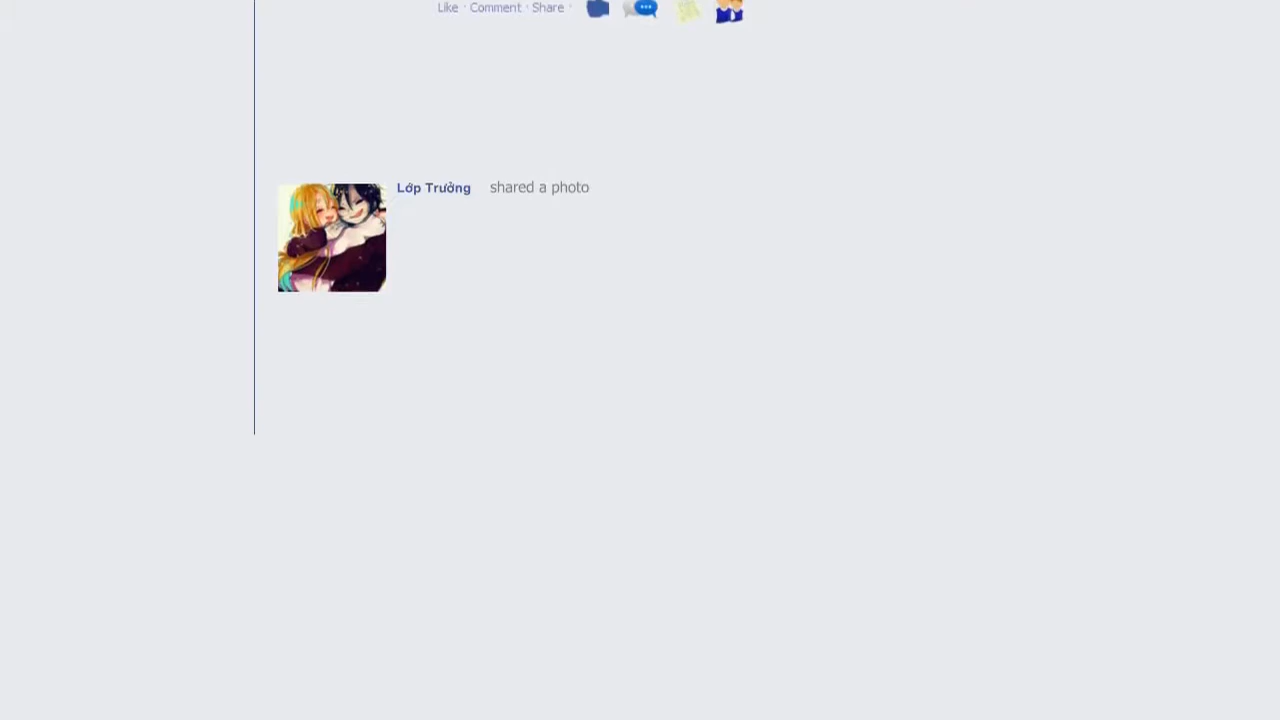 Like · Comment · Share ·
Lớp Trưởng shared a photo